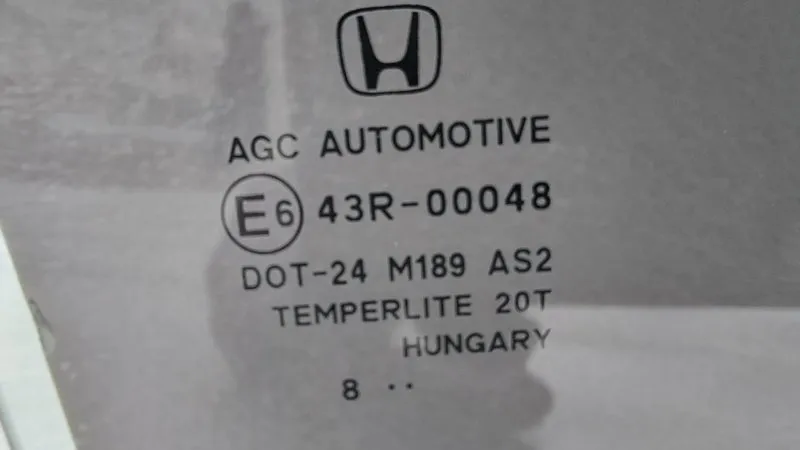 AGC AUTOMOTIVE
E6 43R-00048
DOT-24 M189 AS2
TEMPERLITE 20T
HUNGARY
8 ··